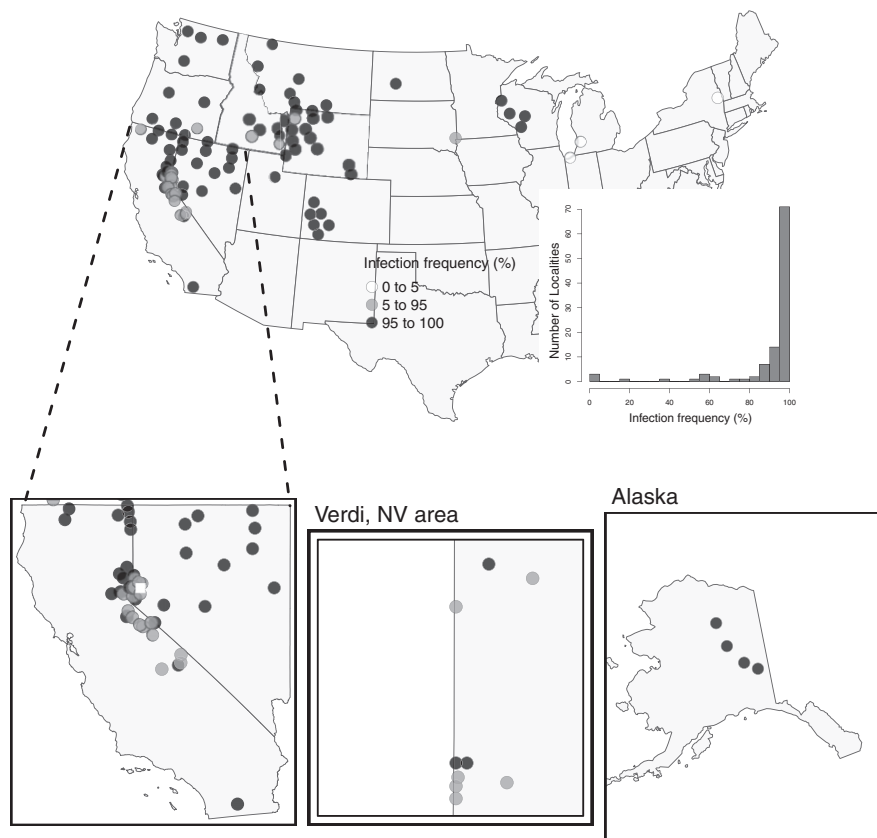 Infection frequency (%)
0 to 5
5 to 95
95 to 100
Number of Localities
70
60
50
40
30
20
10
0
0 20 40 60 80 100
Infection frequency (%)
Verdi, NV area
Alaska